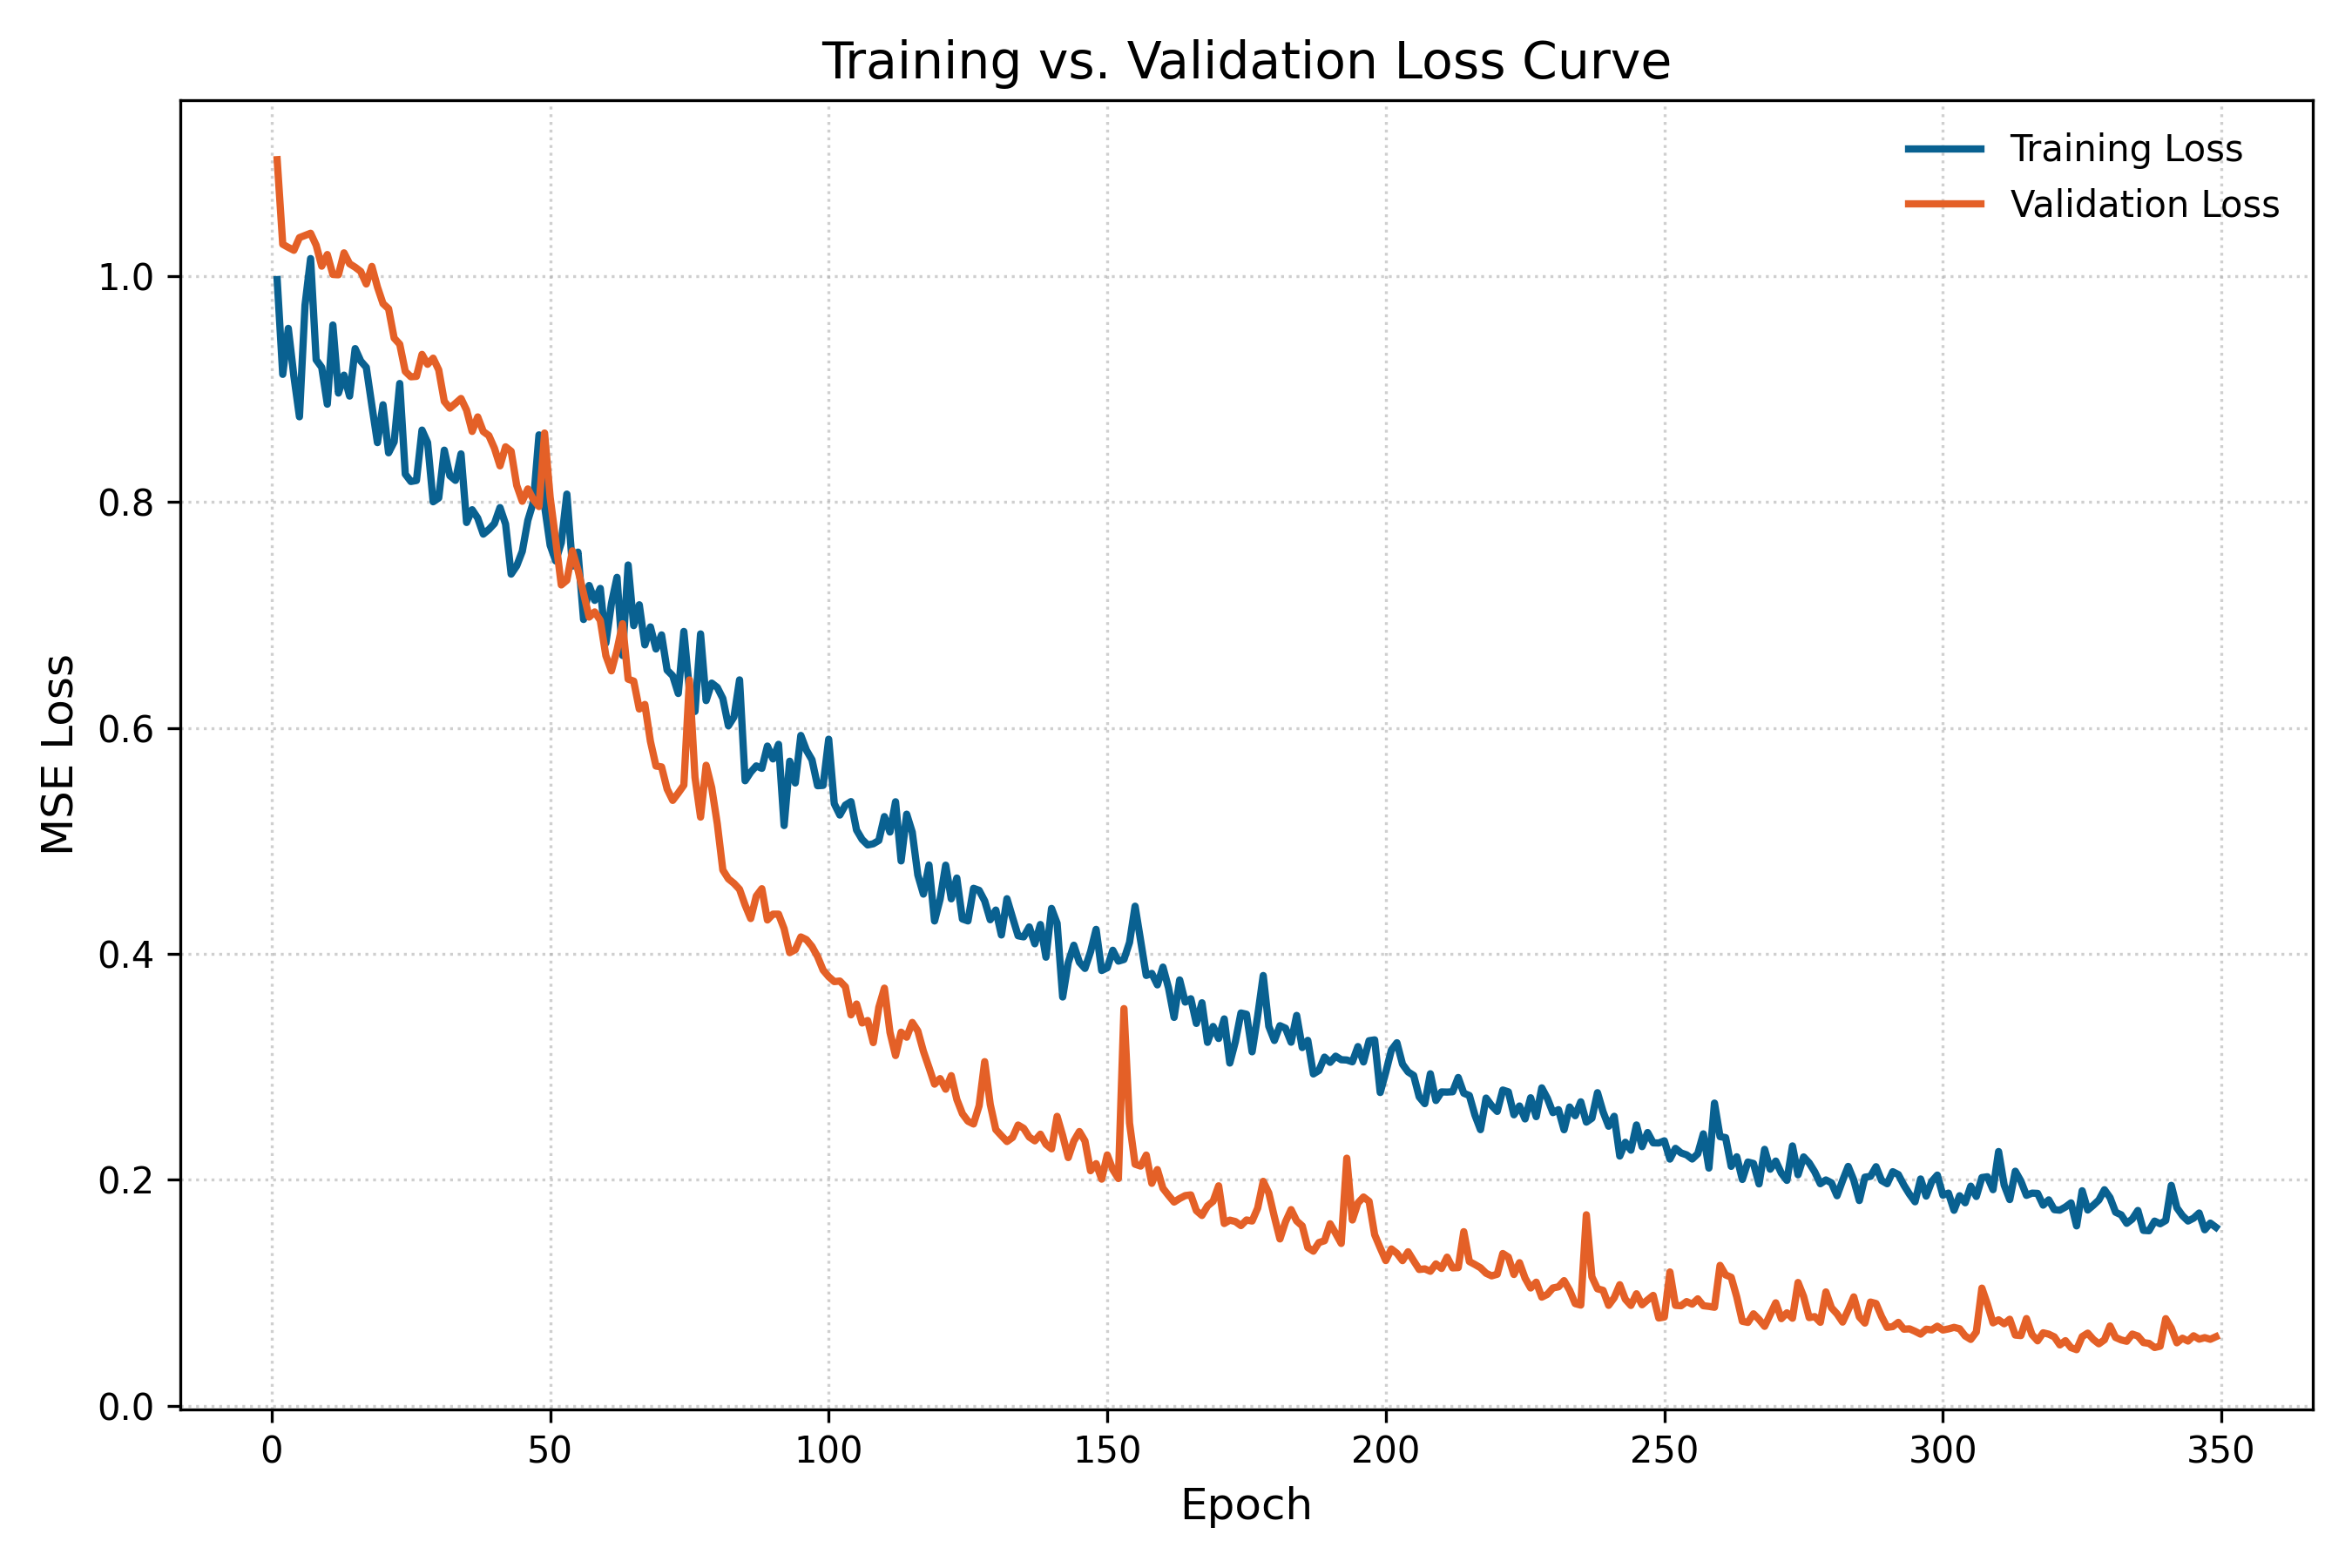 Training vs. Validation Loss Curve
Training Loss
Validation Loss
MSE Loss
1.0
0.8
0.6
0.4
0.2
0.0
0 50 100 150 200 250 300 350
Epoch